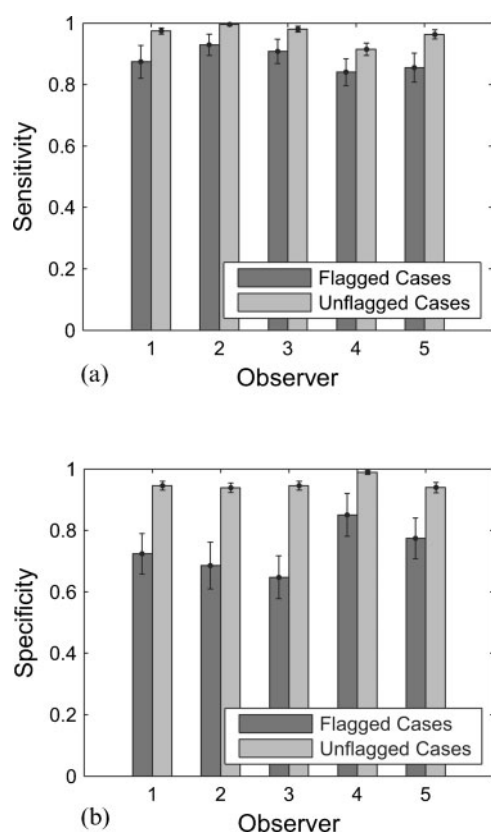 1
0.8
0.6
0.4
0.2
0
Sensitivity
Flagged Cases
Unflagged Cases
1 2 3 4 5
(a) Observer
1
0.8
0.6
0.4
0.2
0
Specificity
Flagged Cases
Unflagged Cases
1 2 3 4 5
(b) Observer